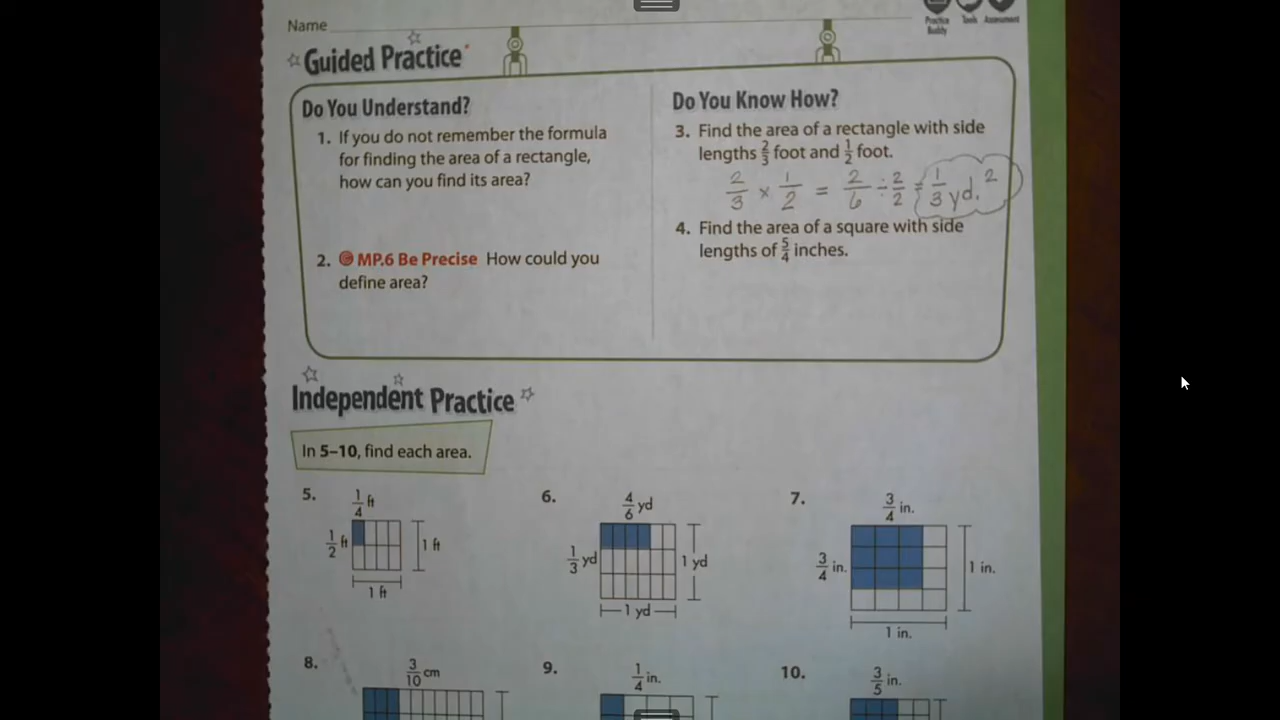 Name
Practice Buddy
Tools
Assessment
Guided Practice
Do You Understand?
1. If you do not remember the formula
for finding the area of a rectangle,
how can you find its area?
2. MP.6 Be Precise How could you
define area?
Do You Know How?
3. Find the area of a rectangle with side
lengths 2/3 foot and 1/2 foot.
2/3 × 1/2 = 2/6 ÷ 2/2 = 1/3 yd.²
4. Find the area of a square with side
lengths of 5/4 inches.
Independent Practice
In 5–10, find each area.
5.
1/4 ft
1/2 ft
1 ft
1 ft
6.
4/6 yd
1/3 yd
1 yd
1 yd
7.
3/4 in.
3/4 in.
1 in.
1 in.
8.
3/10 cm
9.
1/4 in.
10.
3/5 in.